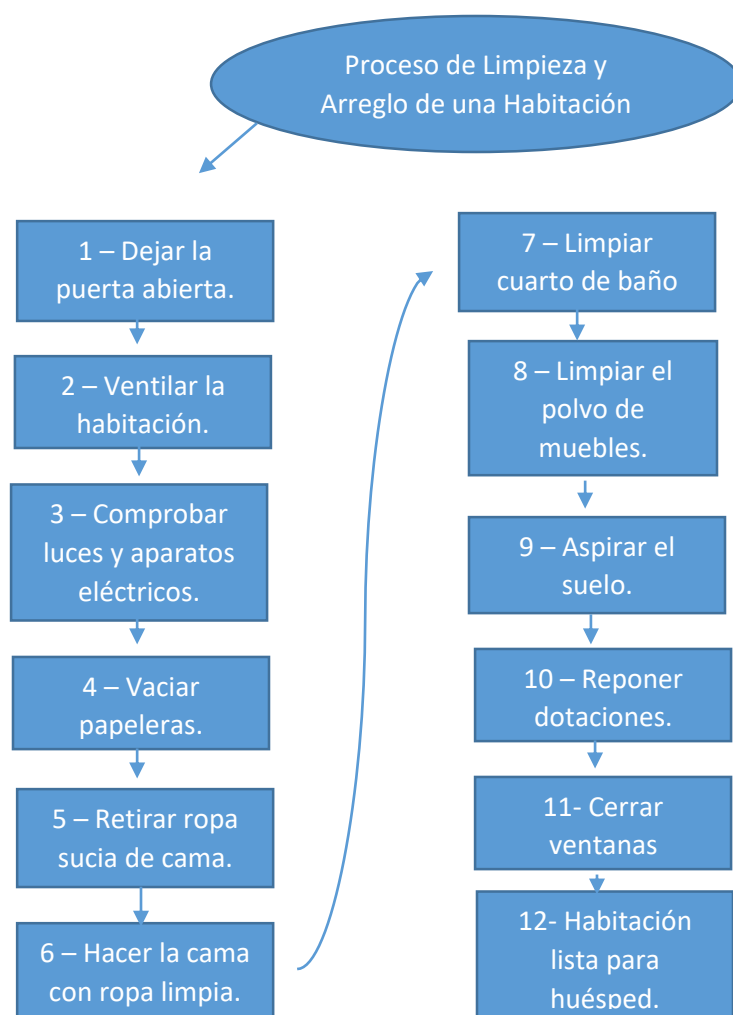 Proceso de Limpieza y
Arreglo de una Habitación
1 – Dejar la
puerta abierta.
2 – Ventilar la
habitación.
3 – Comprobar
luces y aparatos
eléctricos.
4 – Vaciar
papeleras.
5 – Retirar ropa
sucia de cama.
6 – Hacer la cama
con ropa limpia.
7 – Limpiar
cuarto de baño
8 – Limpiar el
polvo de
muebles.
9 – Aspirar el
suelo.
10 – Reponer
dotaciones.
11- Cerrar
ventanas
12- Habitación
lista para
huésped.